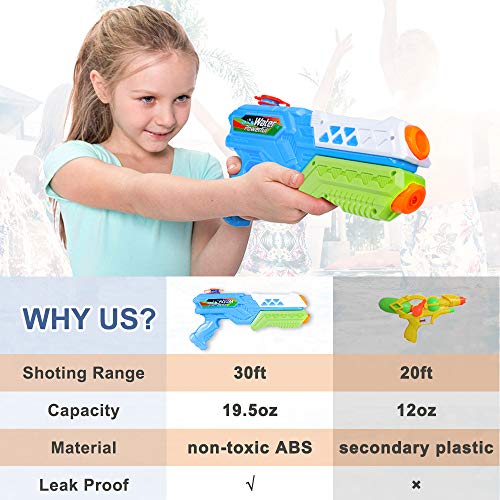 Water
Powerful
WHY US?
Shoting Range 30ft 20ft
Capacity 19.5oz 12oz
Material non-toxic ABS secondary plastic
Leak Proof √ ×